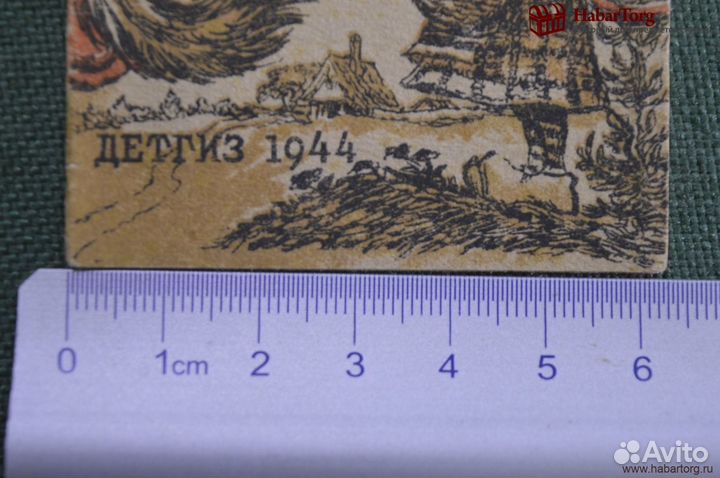 HabarTorg
ДЕТГИЗ 1944
0 1cm 2 3 4 5 6
Avito
www.habartorg.ru